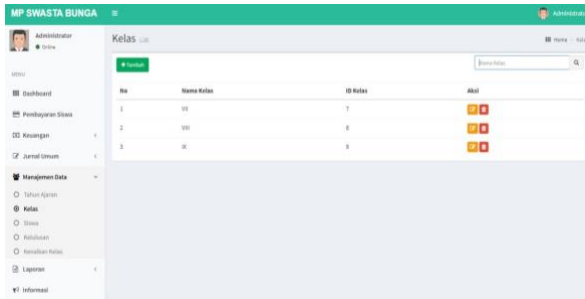 MP SWASTA BUNGA
Administrator
Administrator
Online
Kelas List
Home
Tambah
Nama Kelas
MENU
Dashboard
Pembayaran Siswa
Keuangan
Jurnal Umum
Manajemen Data
Tahun Ajaran
Kelas
Siswa
Kelulusan
Kenaikan Kelas
Laporan
Informasi
No Nama Kelas ID Kelas Aksi
1 VII 7
2 VIII 8
3 IX 9